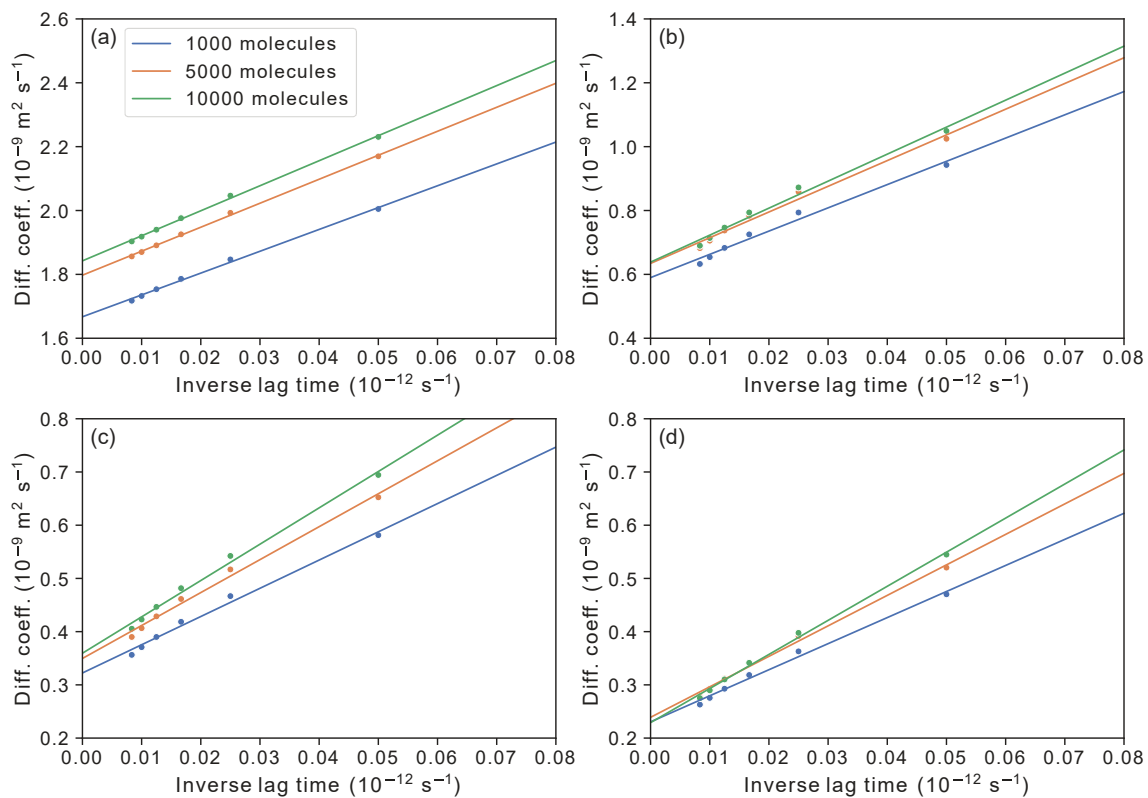 (a)
1000 molecules
5000 molecules
10000 molecules
2.6
2.4
2.2
2.0
1.8
1.6
Diff. coeff. (10⁻⁹ m² s⁻¹)
0.00 0.01 0.02 0.03 0.04 0.05 0.06 0.07 0.08
Inverse lag time (10⁻¹² s⁻¹)
(b)
1.4
1.2
1.0
0.8
0.6
0.4
Diff. coeff. (10⁻⁹ m² s⁻¹)
0.00 0.01 0.02 0.03 0.04 0.05 0.06 0.07 0.08
Inverse lag time (10⁻¹² s⁻¹)
(c)
0.8
0.7
0.6
0.5
0.4
0.3
0.2
Diff. coeff. (10⁻⁹ m² s⁻¹)
0.00 0.01 0.02 0.03 0.04 0.05 0.06 0.07 0.08
Inverse lag time (10⁻¹² s⁻¹)
(d)
0.8
0.7
0.6
0.5
0.4
0.3
0.2
Diff. coeff. (10⁻⁹ m² s⁻¹)
0.00 0.01 0.02 0.03 0.04 0.05 0.06 0.07 0.08
Inverse lag time (10⁻¹² s⁻¹)